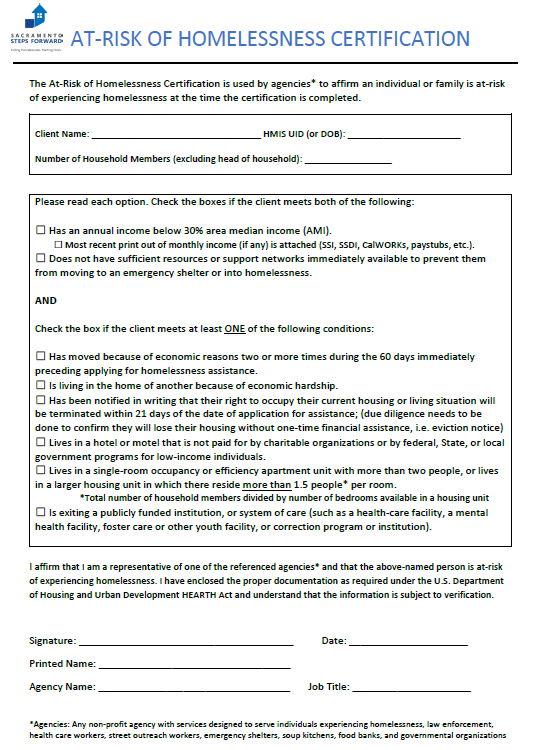 SACRAMENTO
STEPS FORWARD
Ending Homelessness. Starting Fresh.
AT-RISK OF HOMELESSNESS CERTIFICATION
The At-Risk of Homelessness Certification is used by agencies* to affirm an individual or family is at-risk
of experiencing homelessness at the time the certification is completed.
Client Name: ______________________________ HMIS UID (or DOB): ____________________
Number of Household Members (excluding head of household): ________________
Please read each option. Check the boxes if the client meets both of the following:
☐ Has an annual income below 30% area median income (AMI).
☐ Most recent print out of monthly income (if any) is attached (SSI, SSDI, CalWORKs, paystubs, etc.).
☐ Does not have sufficient resources or support networks immediately available to prevent them
from moving to an emergency shelter or into homelessness.
AND
Check the box if the client meets at least ONE of the following conditions:
☐ Has moved because of economic reasons two or more times during the 60 days immediately
preceding applying for homelessness assistance.
☐ Is living in the home of another because of economic hardship.
☐ Has been notified in writing that their right to occupy their current housing or living situation will
be terminated within 21 days of the date of application for assistance; (due diligence needs to be
done to confirm they will lose their housing without one-time financial assistance, i.e. eviction notice)
☐ Lives in a hotel or motel that is not paid for by charitable organizations or by federal, State, or local
government programs for low-income individuals.
☐ Lives in a single-room occupancy or efficiency apartment unit with more than two people, or lives
in a larger housing unit in which there reside more than 1.5 people* per room.
*Total number of household members divided by number of bedrooms available in a housing unit
☐ Is exiting a publicly funded institution, or system of care (such as a health-care facility, a mental
health facility, foster care or other youth facility, or correction program or institution).
I affirm that I am a representative of one of the referenced agencies* and that the above-named person is at-risk
of experiencing homelessness. I have enclosed the proper documentation as required under the U.S. Department
of Housing and Urban Development HEARTH Act and understand that the information is subject to verification.
Signature: ______________________________ Date: ____________________
Printed Name: ______________________________
Agency Name: ______________________________ Job Title: ____________________
*Agencies: Any non-profit agency with services designed to serve individuals experiencing homelessness, law enforcement,
health care workers, street outreach workers, emergency shelters, soup kitchens, food banks, and governmental organizations